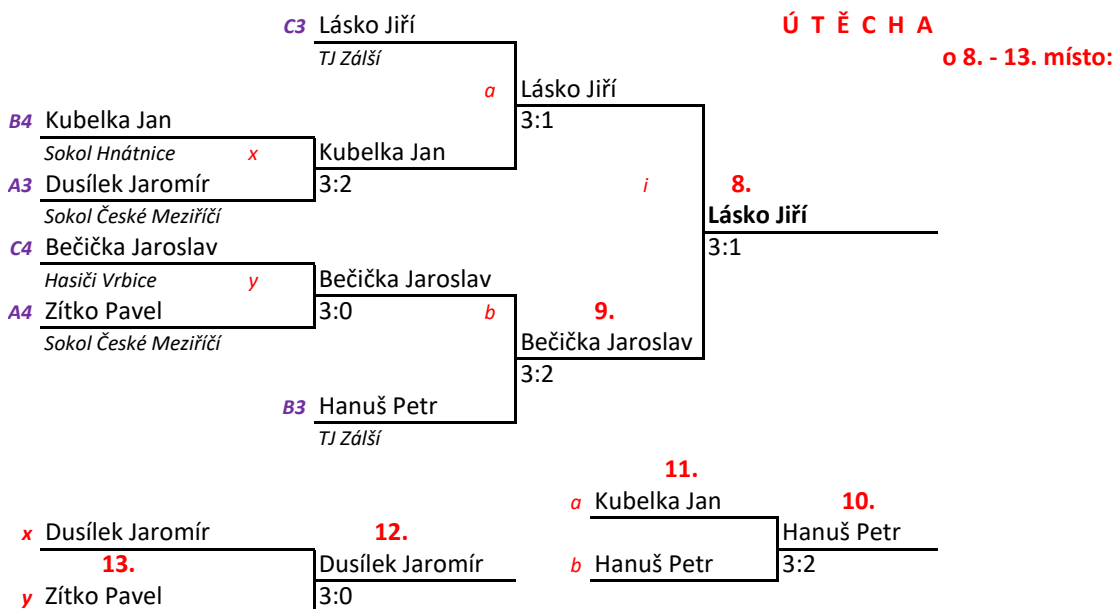 C3 Lásko Jiří
Ú T Ě C H A
TJ Zálší
o 8. - 13. místo:
a Lásko Jiří
B4 Kubelka Jan
3:1
Sokol Hnátnice x Kubelka Jan
A3 Dusílek Jaromír
3:2
i 8.
Sokol České Meziříčí
Lásko Jiří
C4 Bečička Jaroslav
3:1
Hasiči Vrbice y Bečička Jaroslav
A4 Zítko Pavel
3:0
b 9.
Sokol České Meziříčí
Bečička Jaroslav
3:2
B3 Hanuš Petr
TJ Zálší
11.
a Kubelka Jan
10.
x Dusílek Jaromír
12.
Hanuš Petr
13.
Dusílek Jaromír
b Hanuš Petr
3:2
y Zítko Pavel
3:0